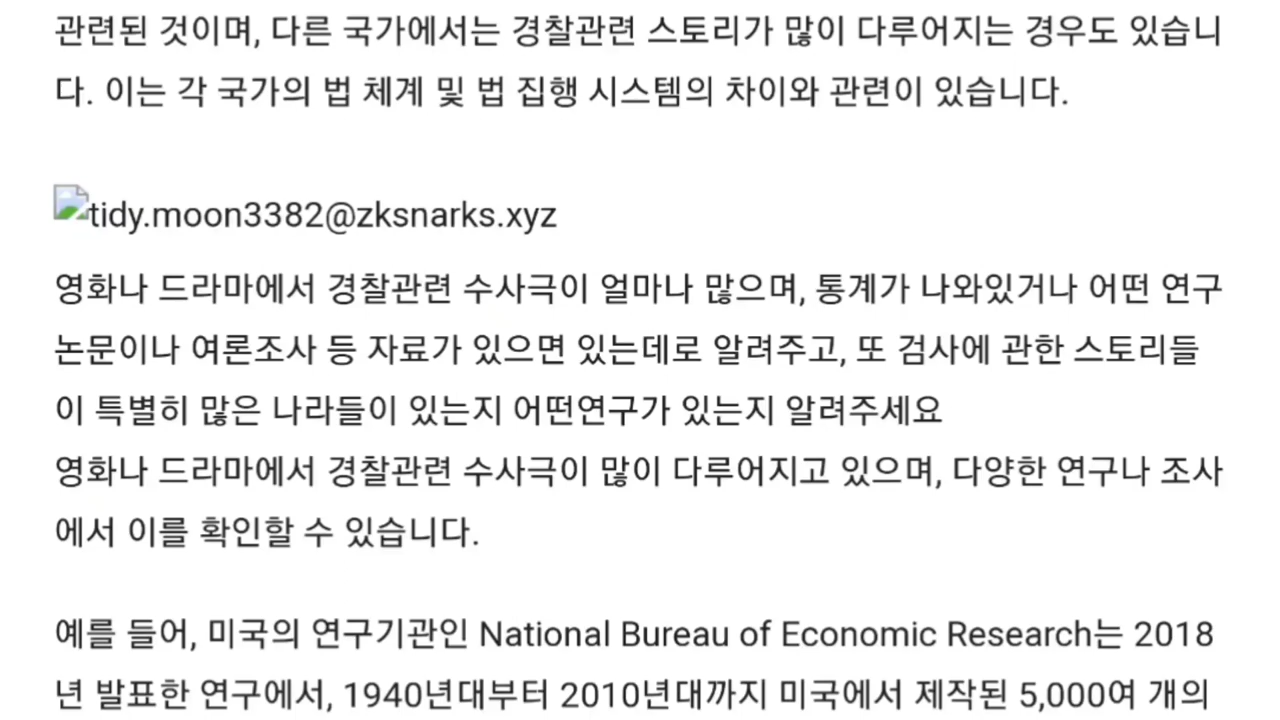 관련된 것이며, 다른 국가에서는 경찰관련 스토리가 많이 다루어지는 경우도 있습니
다. 이는 각 국가의 법 체계 및 법 집행 시스템의 차이와 관련이 있습니다.
tidy.moon3382@zksnarks.xyz
영화나 드라마에서 경찰관련 수사극이 얼마나 많으며, 통계가 나와있거나 어떤 연구
논문이나 여론조사 등 자료가 있으면 있는데로 알려주고, 또 검사에 관한 스토리들
이 특별히 많은 나라들이 있는지 어떤연구가 있는지 알려주세요
영화나 드라마에서 경찰관련 수사극이 많이 다루어지고 있으며, 다양한 연구나 조사
에서 이를 확인할 수 있습니다.
예를 들어, 미국의 연구기관인 National Bureau of Economic Research는 2018
년 발표한 연구에서, 1940년대부터 2010년대까지 미국에서 제작된 5,000여 개의